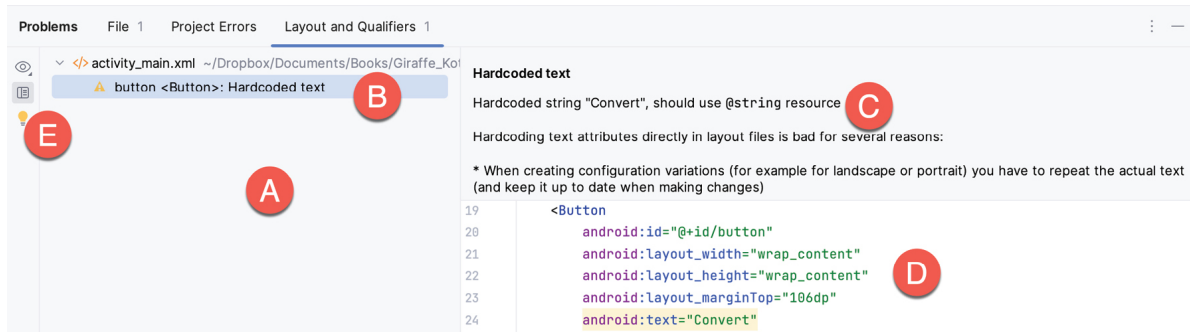 Problems File 1 Project Errors Layout and Qualifiers 1
</> activity_main.xml ~/Dropbox/Documents/Books/Giraffe_Kot
button <Button>: Hardcoded text
B
E
A
Hardcoded text
Hardcoded string "Convert", should use @string resource
C
Hardcoding text attributes directly in layout files is bad for several reasons:
* When creating configuration variations (for example for landscape or portrait) you have to repeat the actual text
(and keep it up to date when making changes)
19 <Button
20 android:id="@+id/button"
21 android:layout_width="wrap_content"
22 android:layout_height="wrap_content"
D
23 android:layout_marginTop="106dp"
24 android:text="Convert"